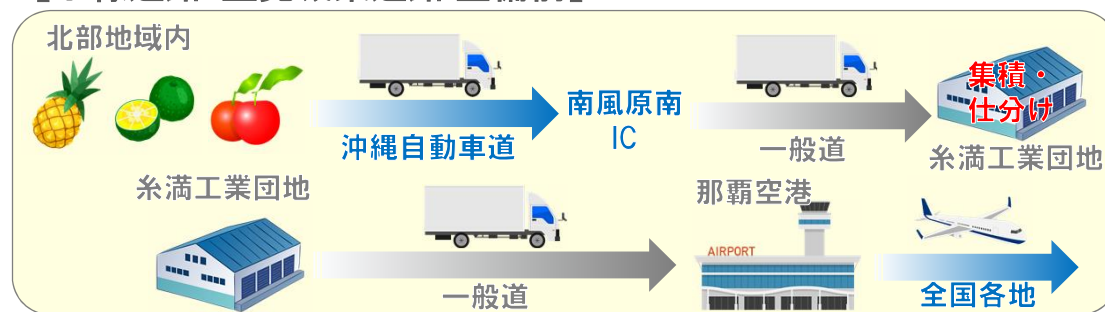 北部地域内
沖縄自動車道
南風原南
IC
一般道
集積・
仕分け
糸満工業団地
糸満工業団地
一般道
那覇空港
AIRPORT
全国各地